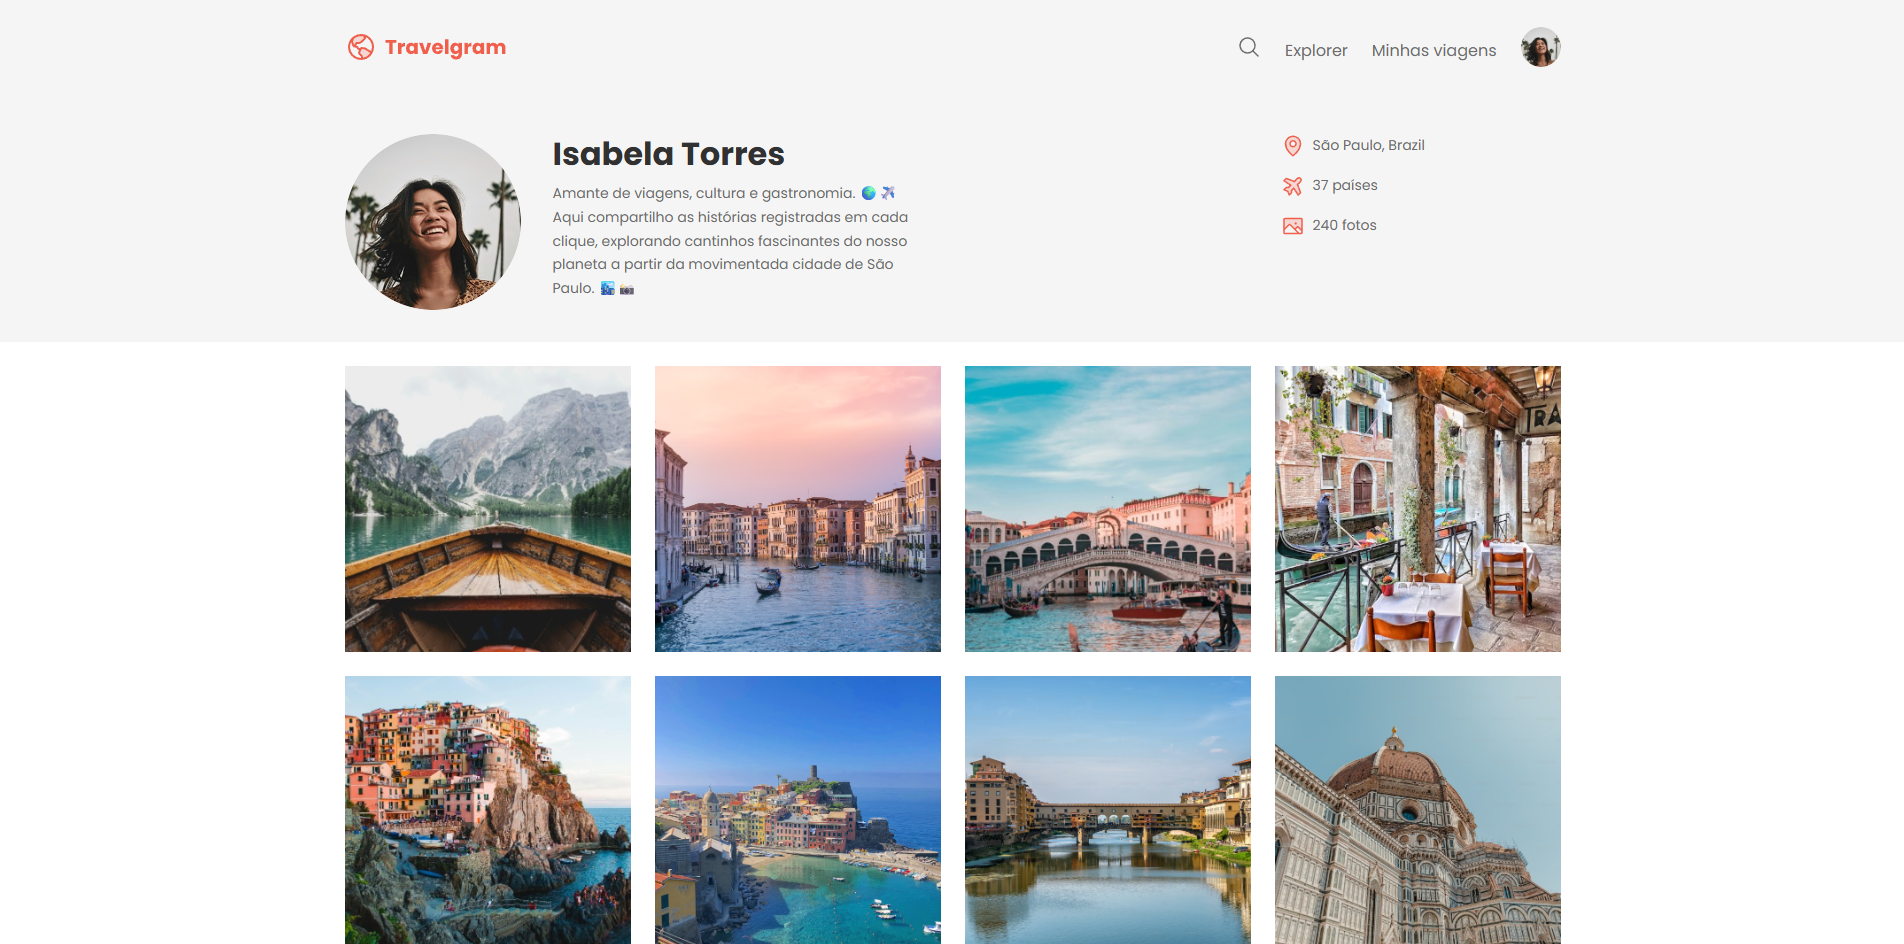 Travelgram
Explorer
Minhas viagens
Isabela Torres
Amante de viagens, cultura e gastronomia. 🌎 ✈️
Aqui compartilho as histórias registradas em cada
clique, explorando cantinhos fascinantes do nosso
planeta a partir da movimentada cidade de São
Paulo. 🏙️ 📸
São Paulo, Brazil
37 países
240 fotos
TRA